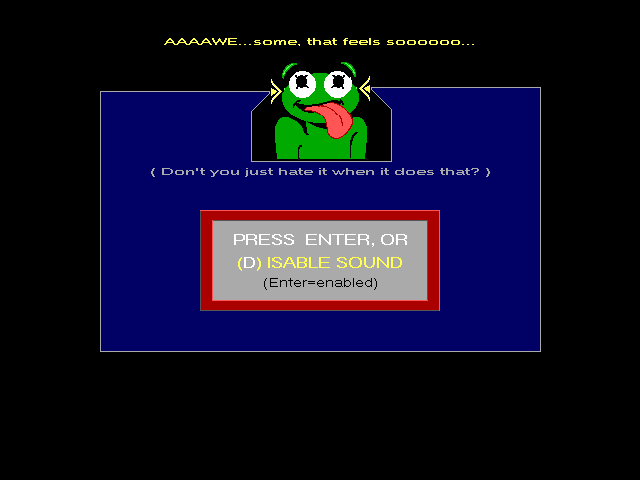 AAAAWE...some, that feels soooooo...
( Don't you just hate it when it does that? )
PRESS ENTER, OR
(D) ISABLE SOUND
(Enter=enabled)